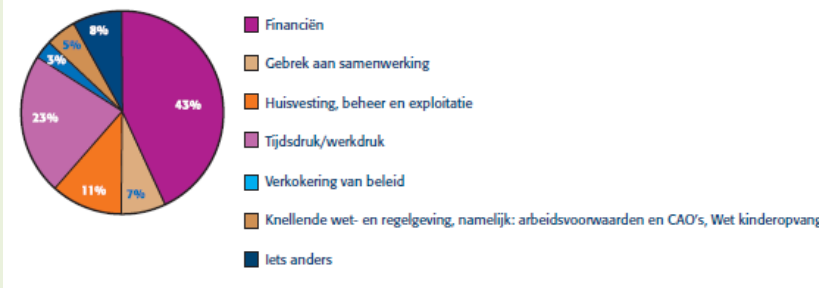 8%
5%
3%
43%
23%
11%
7%
Financiën
Gebrek aan samenwerking
Huisvesting, beheer en exploitatie
Tijdsdruk/werkdruk
Verkokering van beleid
Knellende wet- en regelgeving, namelijk: arbeidsvoorwaarden en CAO's, Wet kinderopvang
Iets anders